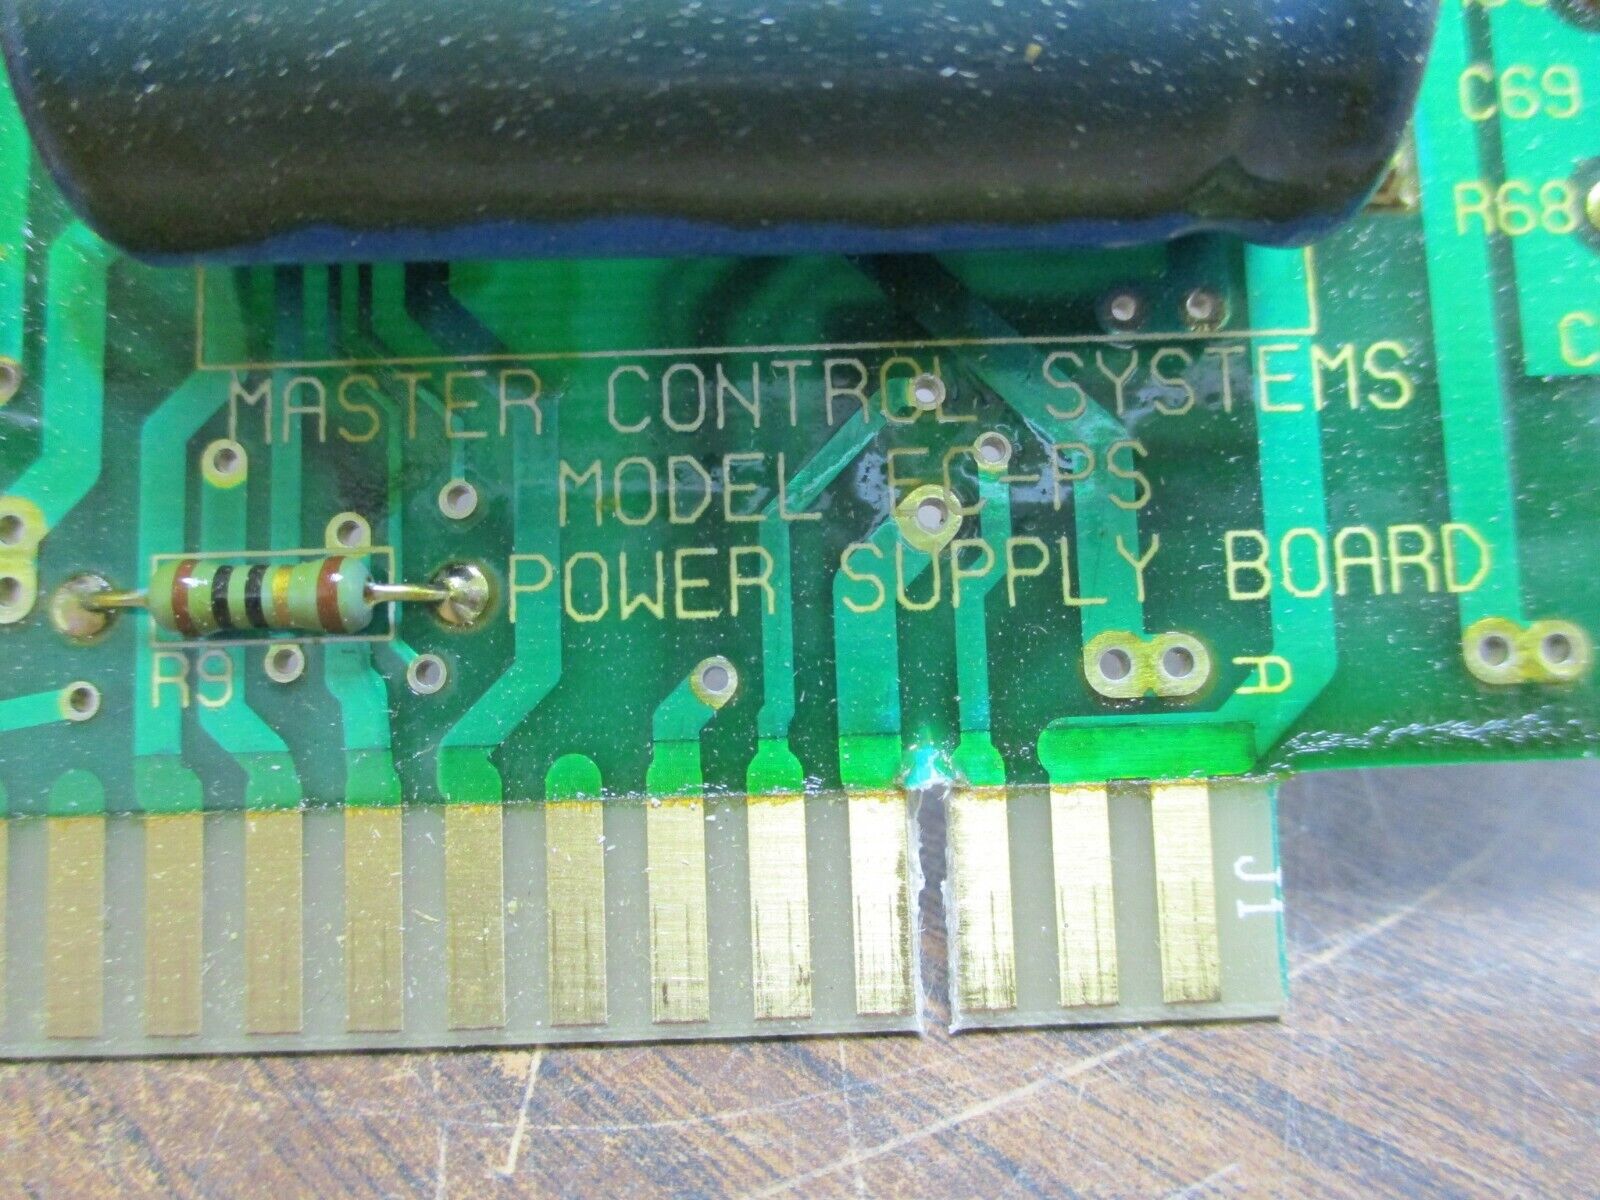 C69
R68
C
MASTER CONTROL SYSTEMS
MODEL EC-PS
POWER SUPPLY BOARD
R9
A
J1